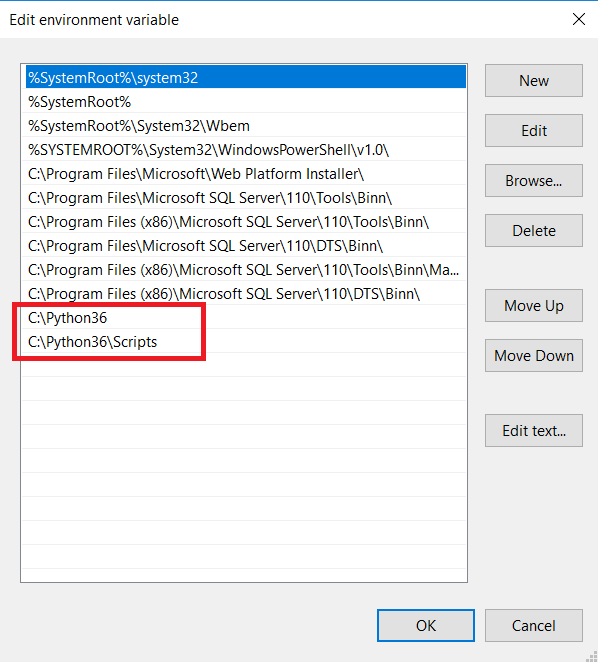 Edit environment variable
%SystemRoot%\system32
%SystemRoot%
%SystemRoot%\System32\Wbem
%SYSTEMROOT%\System32\WindowsPowerShell\v1.0\
C:\Program Files\Microsoft\Web Platform Installer\
C:\Program Files\Microsoft SQL Server\110\Tools\Binn\
C:\Program Files (x86)\Microsoft SQL Server\110\Tools\Binn\
C:\Program Files\Microsoft SQL Server\110\DTS\Binn\
C:\Program Files (x86)\Microsoft SQL Server\110\Tools\Binn\Ma...
C:\Program Files (x86)\Microsoft SQL Server\110\DTS\Binn\
C:\Python36
C:\Python36\Scripts
New
Edit
Browse...
Delete
Move Up
Move Down
Edit text...
OK
Cancel